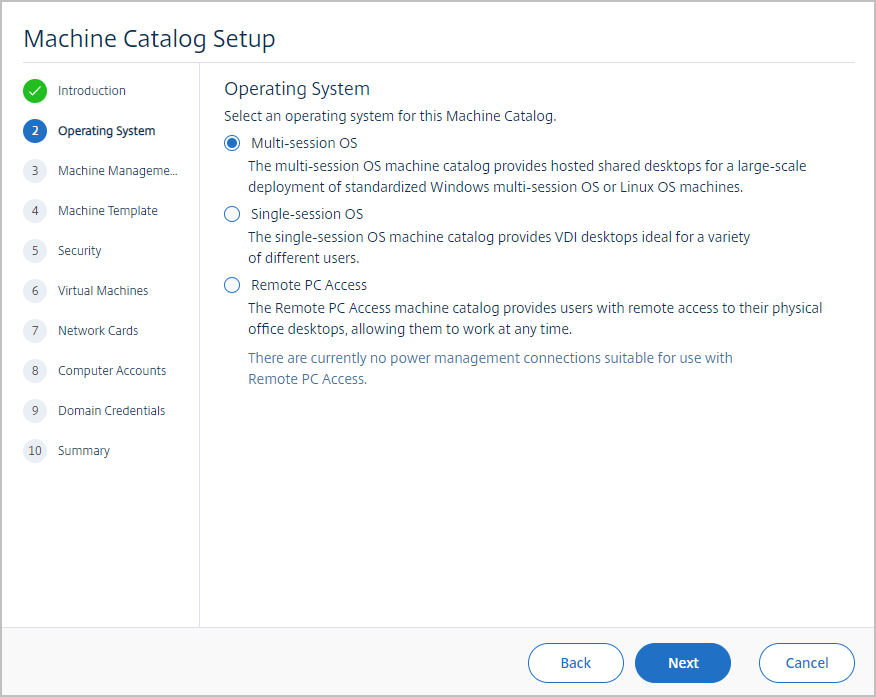 Machine Catalog Setup
Introduction
2 Operating System
3 Machine Manageme...
4 Machine Template
5 Security
6 Virtual Machines
7 Network Cards
8 Computer Accounts
9 Domain Credentials
10 Summary
Operating System
Select an operating system for this Machine Catalog.
Multi-session OS
The multi-session OS machine catalog provides hosted shared desktops for a large-scale
deployment of standardized Windows multi-session OS or Linux OS machines.
Single-session OS
The single-session OS machine catalog provides VDI desktops ideal for a variety
of different users.
Remote PC Access
The Remote PC Access machine catalog provides users with remote access to their physical
office desktops, allowing them to work at any time.
There are currently no power management connections suitable for use with
Remote PC Access.
Back Next Cancel